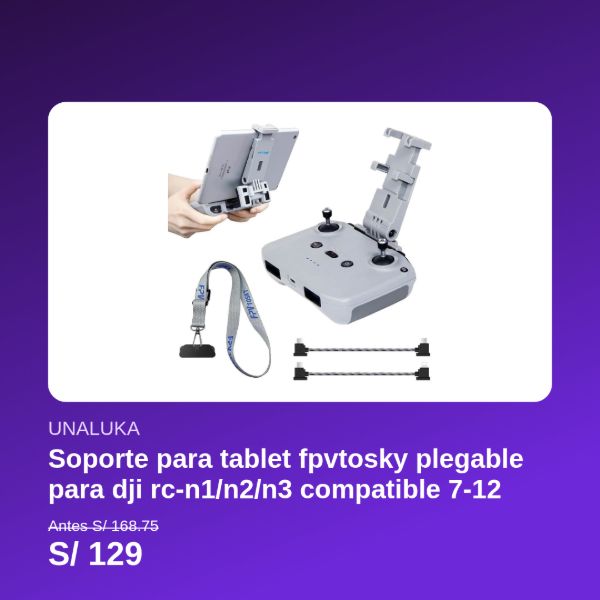 UNALUKA
Soporte para tablet fpvtosky plegable
para dji rc-n1/n2/n3 compatible 7-12
Antes S/ 168.75
S/ 129